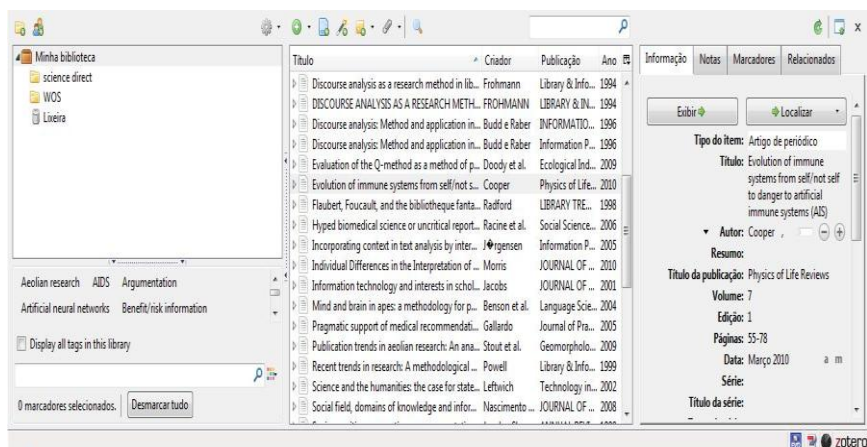 Minha biblioteca
science direct
WOS
Lixeira
Aeolian research AIDS Argumentation
Artificial neural networks Benefit/risk information
Display all tags in this library
0 marcadores selecionados. Desmarcar tudo
Título Criador Publicação Ano
Discourse analysis as a research method in lib... Frohmann Library & Info... 1994
DISCOURSE ANALYSIS AS A RESEARCH METH... FROHMANN LIBRARY & IN... 1994
Discourse analysis: Method and application in... Budd e Raber INFORMATIO... 1996
Discourse analysis: Method and application in... Budd e Raber Information P... 1996
Evaluation of the Q-method as a method of p... Doody et al. Ecological Ind... 2009
Evolution of immune systems from self/not s... Cooper Physics of Life... 2010
Flaubert, Foucault, and the bibliotheque fanta... Radford LIBRARY TRE... 1998
Hyped biomedical science or uncritical report... Racine et al. Social Science... 2006
Incorporating context in text analysis by inter... J�rgensen Information P... 2005
Individual Differences in the Interpretation of ... Morris JOURNAL OF ... 2010
Information technology and interests in schol... Jacobs JOURNAL OF ... 2001
Mind and brain in apes: a methodology for p... Benson et al. Language Scie... 2004
Pragmatic support of medical recommendati... Gallardo Journal of Pra... 2005
Publication trends in aeolian research: An ana... Stout et al. Geomorpholo... 2009
Recent trends in research: A methodological ... Powell Library & Info... 1999
Science and the humanities: the case for state... Leftwich Technology in... 2002
Social field, domains of knowledge and infor... Nascimento ... JOURNAL OF ... 2008
Informação Notas Marcadores Relacionados
Exibir Localizar
Tipo do item: Artigo de periódico
Título: Evolution of immune
systems from self/not self
to danger to artificial
immune systems (AIS)
Autor: Cooper ,
Resumo:
Título da publicação: Physics of Life Reviews
Volume: 7
Edição: 1
Páginas: 55-78
Data: Março 2010 a m
Série:
Título da série:
zotero